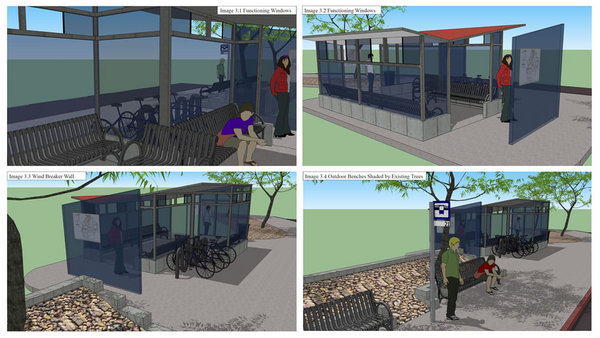 Image 3.1 Functioning Windows
Image 3.2 Functioning Windows
Image 3.3 Wind Breaker Wall
Image 3.4 Outdoor Benches Shaded by Existing Trees